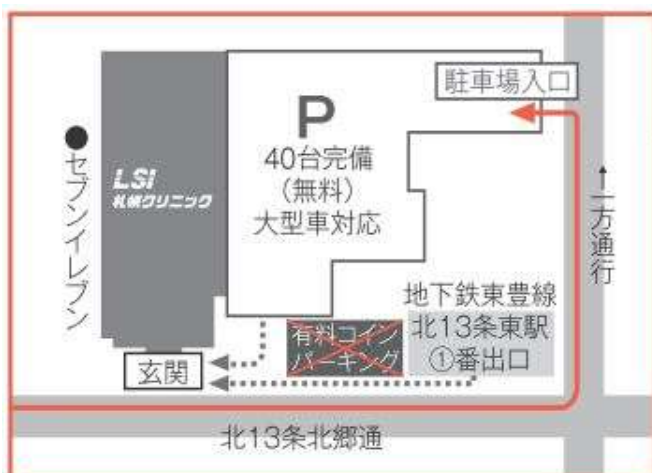 駐車場入口
P
40台完備
（無料）
大型車対応
●セブンイレブン
LSI
札幌クリニック
↑一方通行
地下鉄東豊線
北13条東駅
①番出口
有料コイン
パーキング
玄関
北13条北郷通